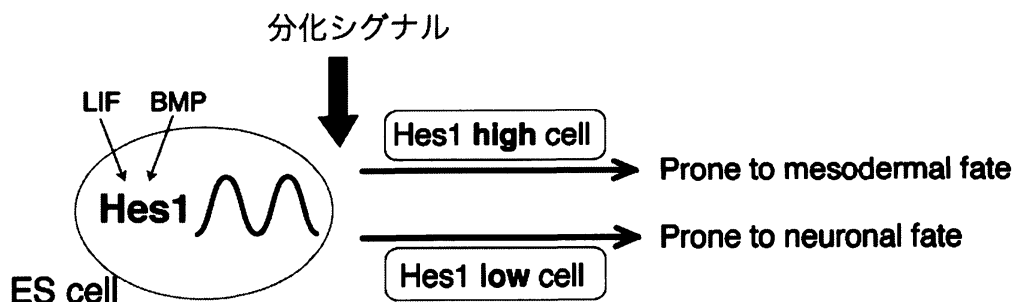 分化シグナル
LIF BMP
Hes1 high cell
Prone to mesodermal fate
Hes1
Prone to neuronal fate
Hes1 low cell
ES cell